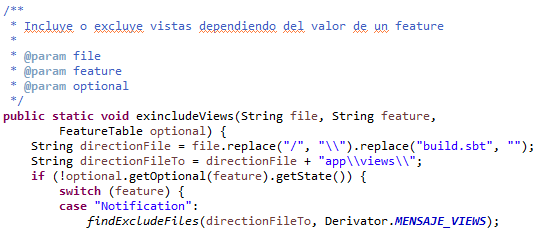 /**
 * Incluye o excluye vistas dependiendo del valor de un feature
 *
 * @param file
 * @param feature
 * @param optional
 */
public static void exincludeViews(String file, String feature,
        FeatureTable optional) {
    String directionFile = file.replace("/", "\\").replace("build.sbt", "");
    String directionFileTo = directionFile + "app\\views\\";
    if (!optional.getOptional(feature).getState()) {
        switch (feature) {
        case "Notification":
            findExcludeFiles(directionFileTo, Derivator.MENSAJE_VIEWS);